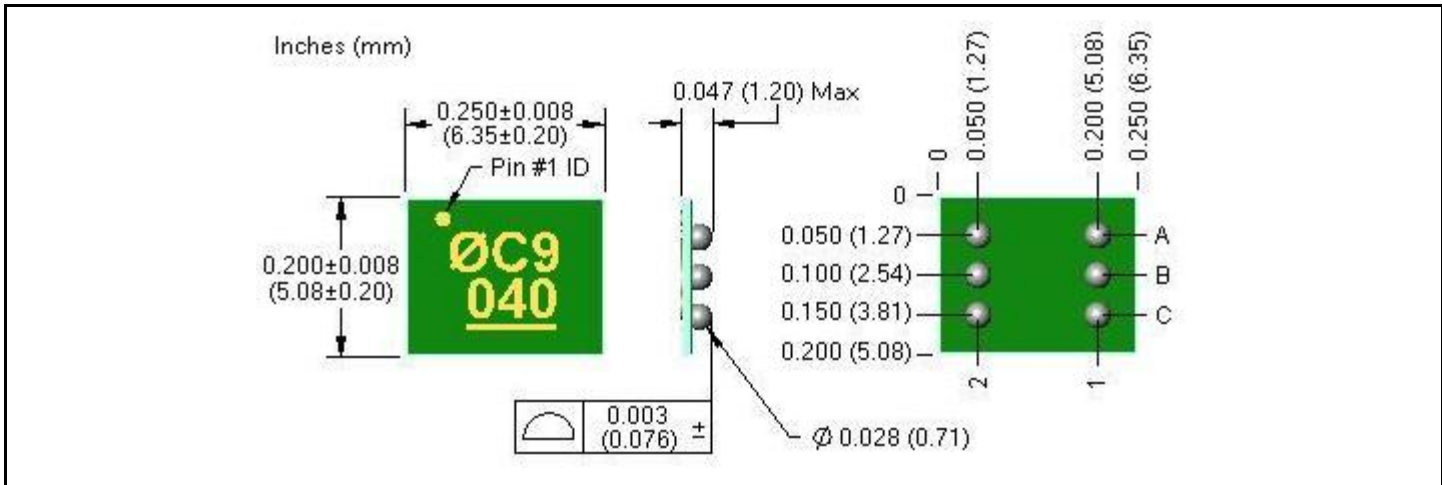 Inches (mm)
0.250±0.008
(6.35±0.20)
Pin #1 ID
0.200±0.008
(5.08±0.20)
ØC9
040
0.047 (1.20) Max
0.003
(0.076) ±
Ø 0.028 (0.71)
0
0.050 (1.27)
0.200 (5.08)
0.250 (6.35)
0
0.050 (1.27)
0.100 (2.54)
0.150 (3.81)
0.200 (5.08)
A
B
C
2
1